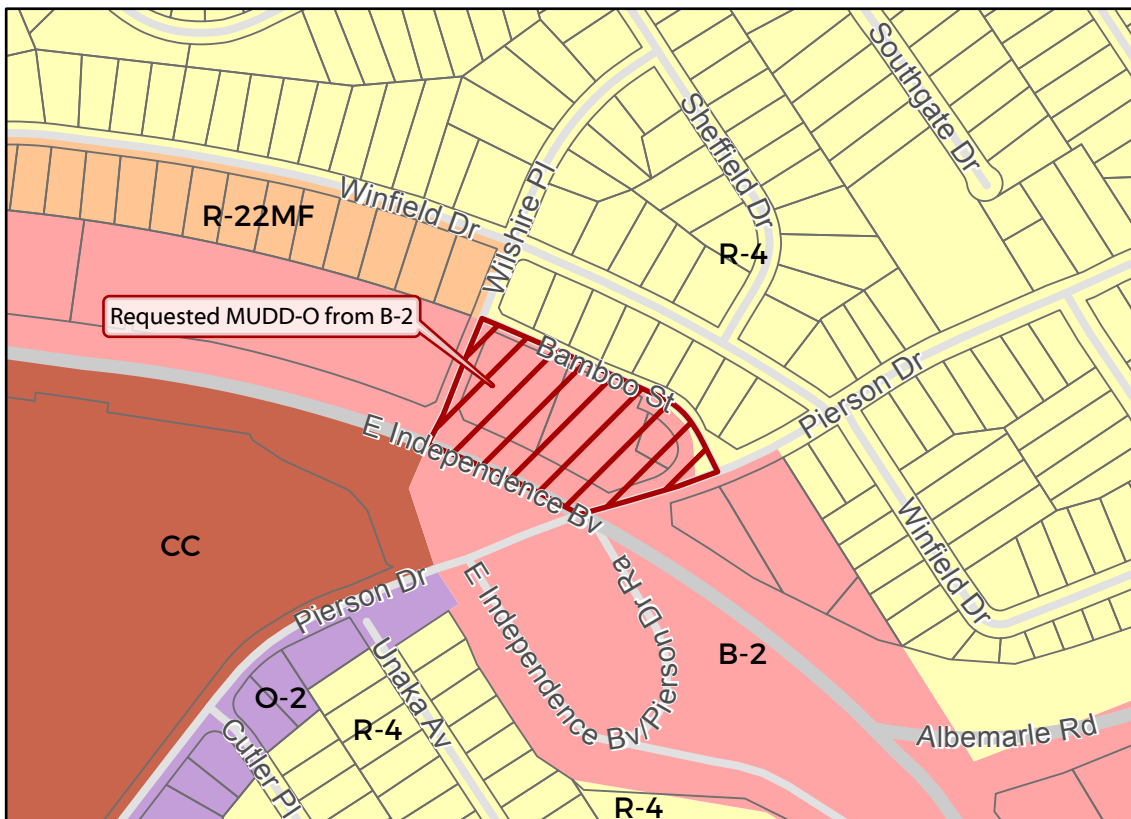 Southgate Dr
Sheffield Dr
Winfield Dr
Wilshire Pl
R-22MF
R-4
Requested MUDD-O from B-2
Bamboo St
Pierson Dr
E Independence Bv
CC
Winfield Dr
Pierson Dr
E Independence Bv/Pierson Dr Ra
B-2
Unaka Av
O-2
R-4
Cutler Pl
Albemarle Rd
R-4